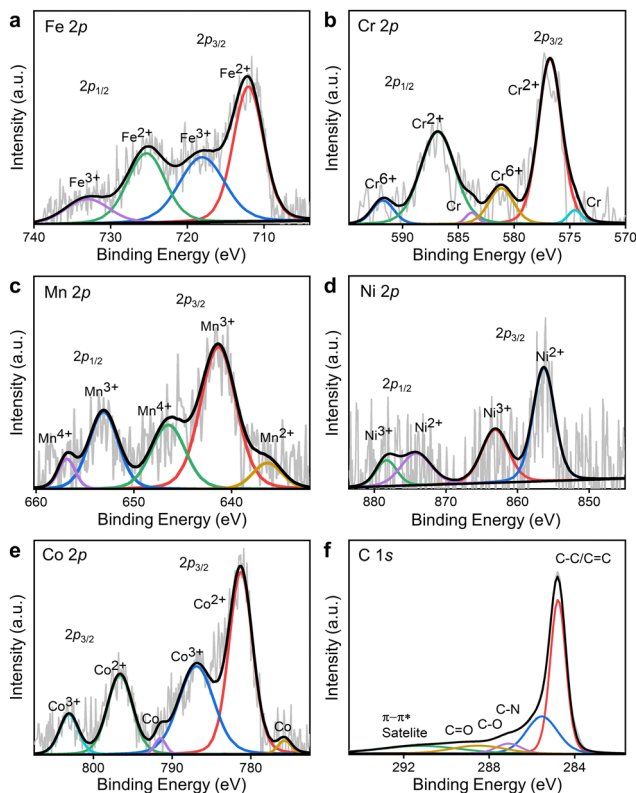 a Fe 2p
2p3/2
Fe2+
2p1/2
Fe2+
Fe3+
Fe3+
Intensity (a.u.)
740 730 720 710
Binding Energy (eV)
b Cr 2p
2p3/2
2p1/2
Cr2+
Cr2+
Cr6+
Cr6+
Cr
Cr
Intensity (a.u.)
590 580 570
Binding Energy (eV)
c Mn 2p
2p3/2
Mn3+
2p1/2
Mn3+
Mn4+
Mn4+
Mn2+
Intensity (a.u.)
660 650 640
Binding Energy (eV)
d Ni 2p
2p3/2
Ni2+
2p1/2
Ni3+
Ni2+
Ni3+
Intensity (a.u.)
880 870 860 850
Binding Energy (eV)
e Co 2p
2p3/2
Co2+
2p3/2
Co3+
Co2+
Co3+
Co
Co
Intensity (a.u.)
800 790 780
Binding Energy (eV)
f C 1s
C-C/C=C
C-N
C-O
C=O
π−π*
Satelite
Intensity (a.u.)
292 288 284
Binding Energy (eV)